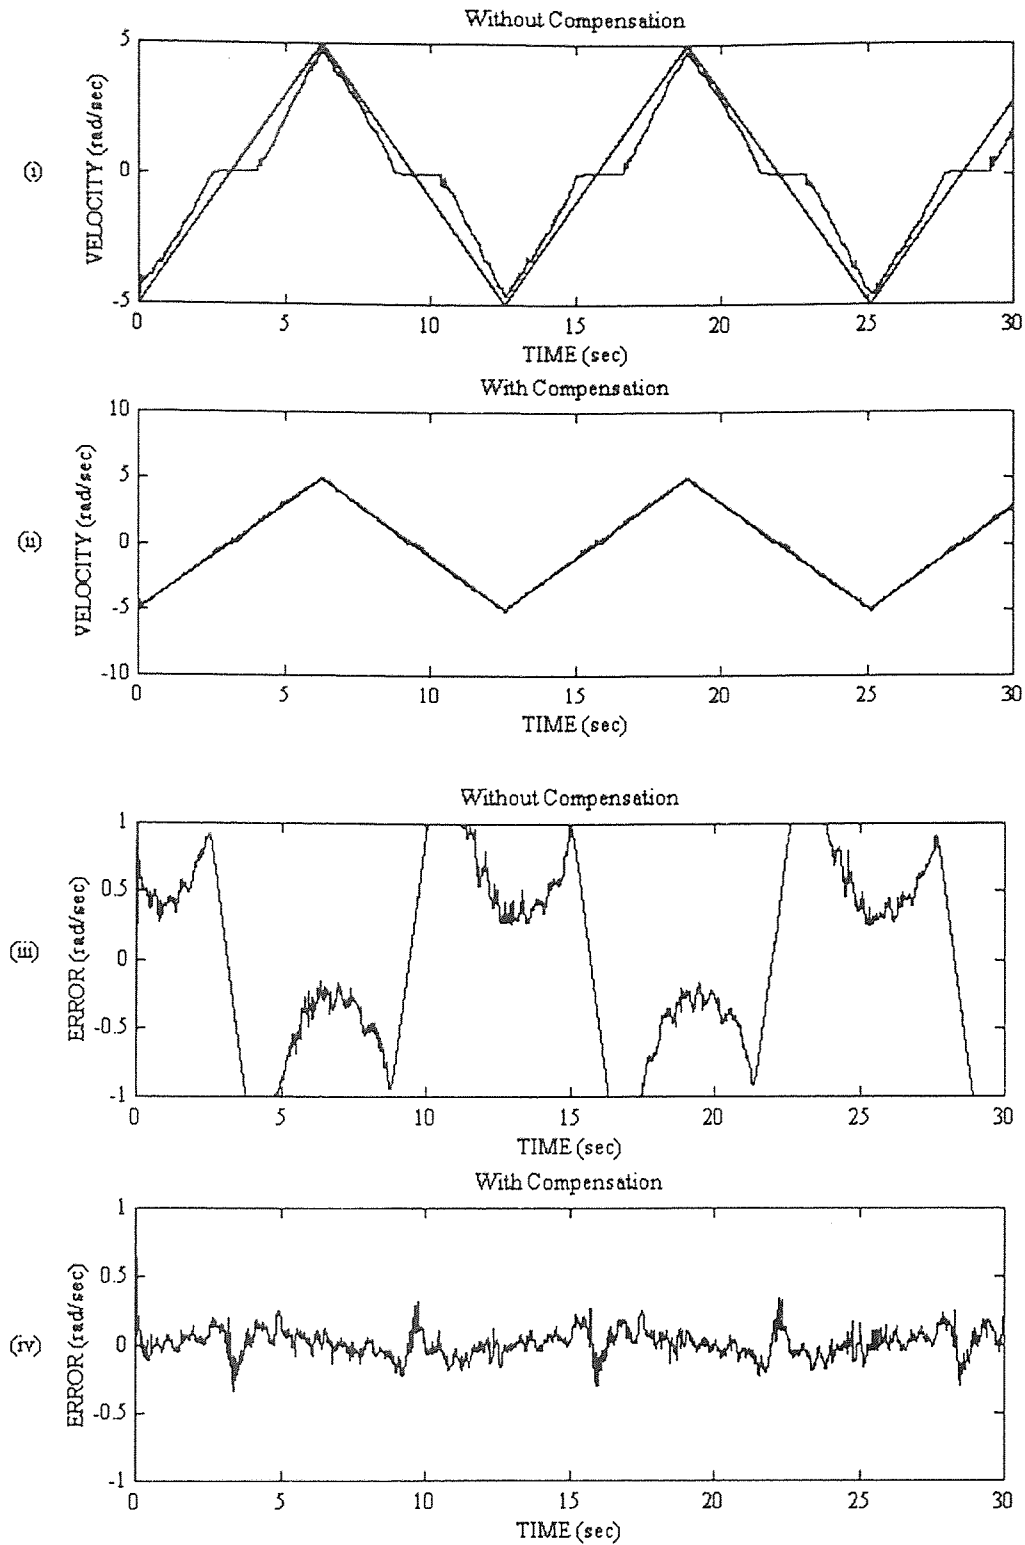 Without Compensation
(i)
VELOCITY (rad/sec)
5
0
-5
0 5 10 15 20 25 30
TIME (sec)
With Compensation
(ii)
VELOCITY (rad/sec)
10
5
0
-5
-10
0 5 10 15 20 25 30
TIME (sec)
Without Compensation
(iii)
ERROR (rad/sec)
1
0.5
0
-0.5
-1
0 5 10 15 20 25 30
TIME (sec)
With Compensation
(iv)
ERROR (rad/sec)
1
0.5
0
-0.5
-1
0 5 10 15 20 25 30
TIME (sec)